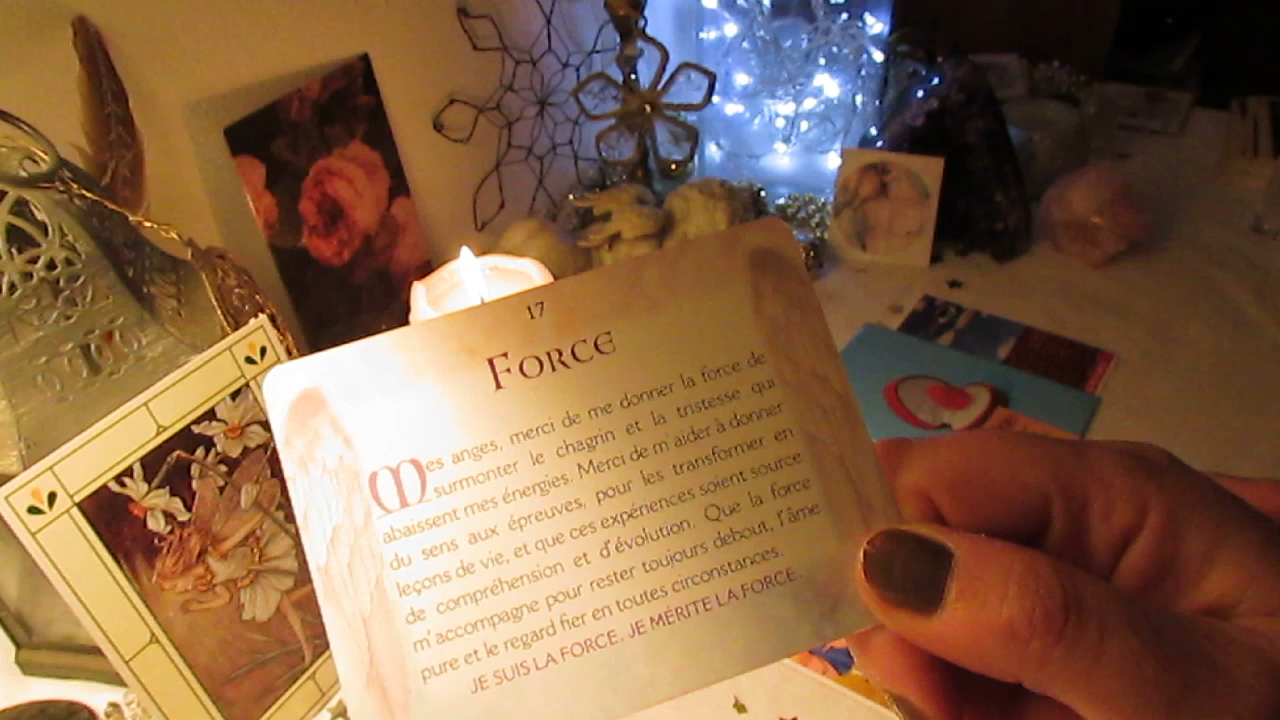 17
FORCE
Mes anges, merci de me donner la force de
surmonter le chagrin et la tristesse qui
abaissent mes énergies. Merci de m'aider à donner
du sens aux épreuves, pour les transformer en
leçons de vie, et que ces expériences soient source
de compréhension et d'évolution. Que la force
m'accompagne pour rester toujours debout, l'âme
pure et le regard fier en toutes circonstances.
JE SUIS LA FORCE. JE MÉRITE LA FORCE.